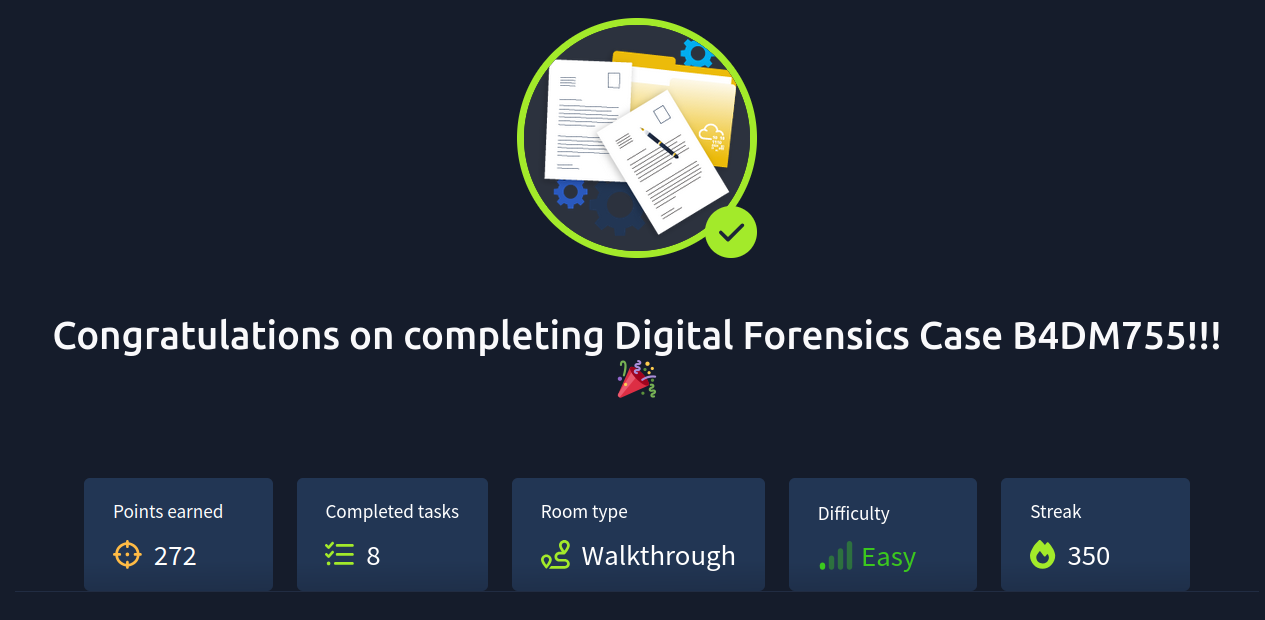 Congratulations on completing Digital Forensics Case B4DM755!!!
🎉
Points earned
272
Completed tasks
8
Room type
Walkthrough
Difficulty
Easy
Streak
350